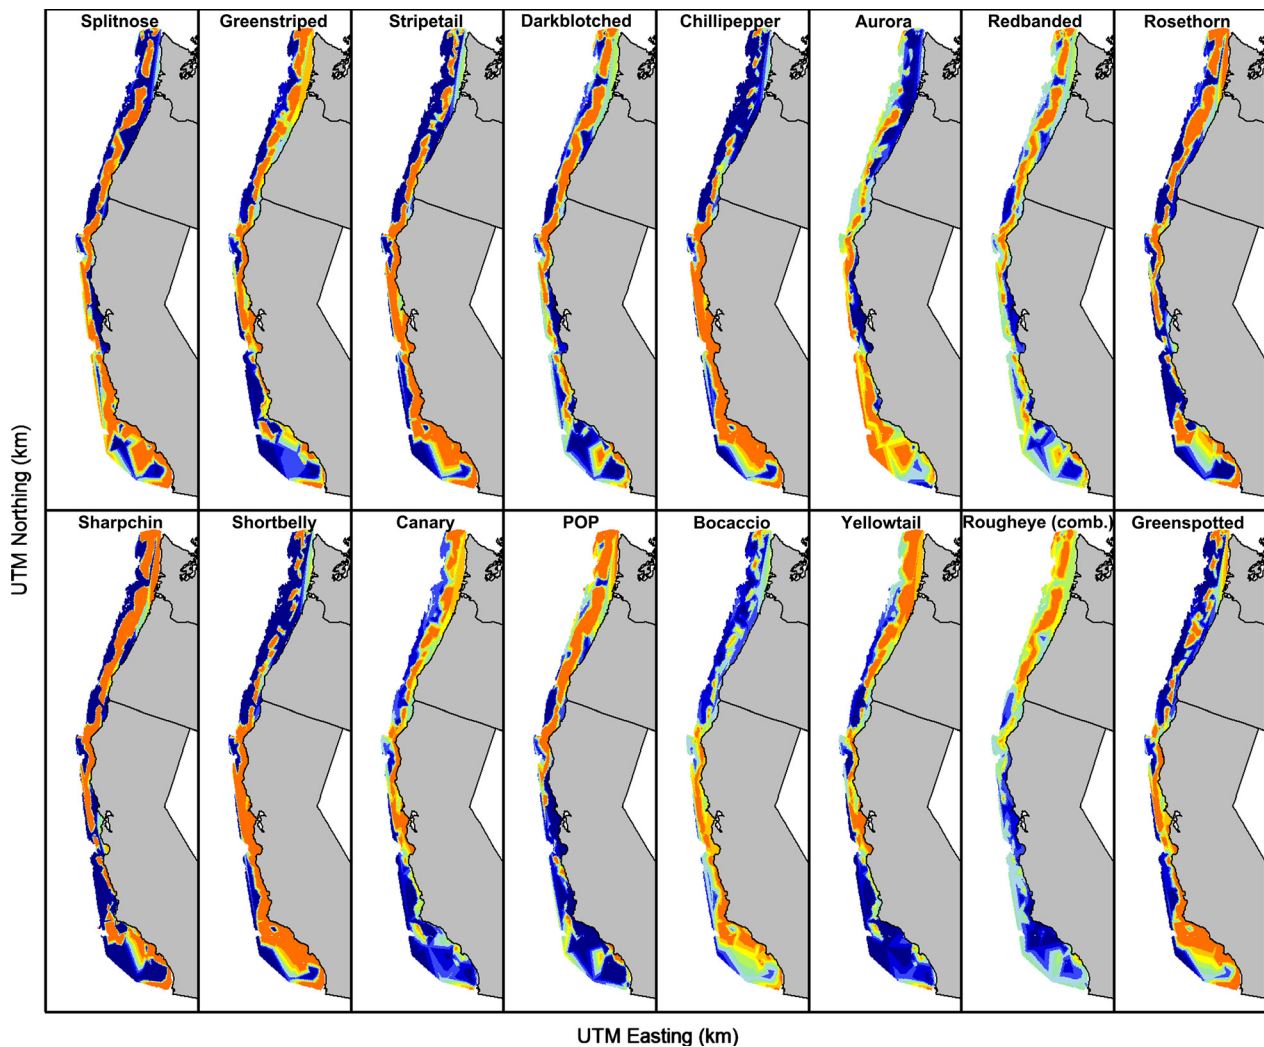 Splitnose
Greenstriped
Stripetail
Darkblotched
Chillipepper
Aurora
Redbanded
Rosethorn
Sharpchin
Shortbelly
Canary
POP
Bocaccio
Yellowtail
Rougheye (comb.)
Greenspotted
UTM Northing (km)
UTM Easting (km)